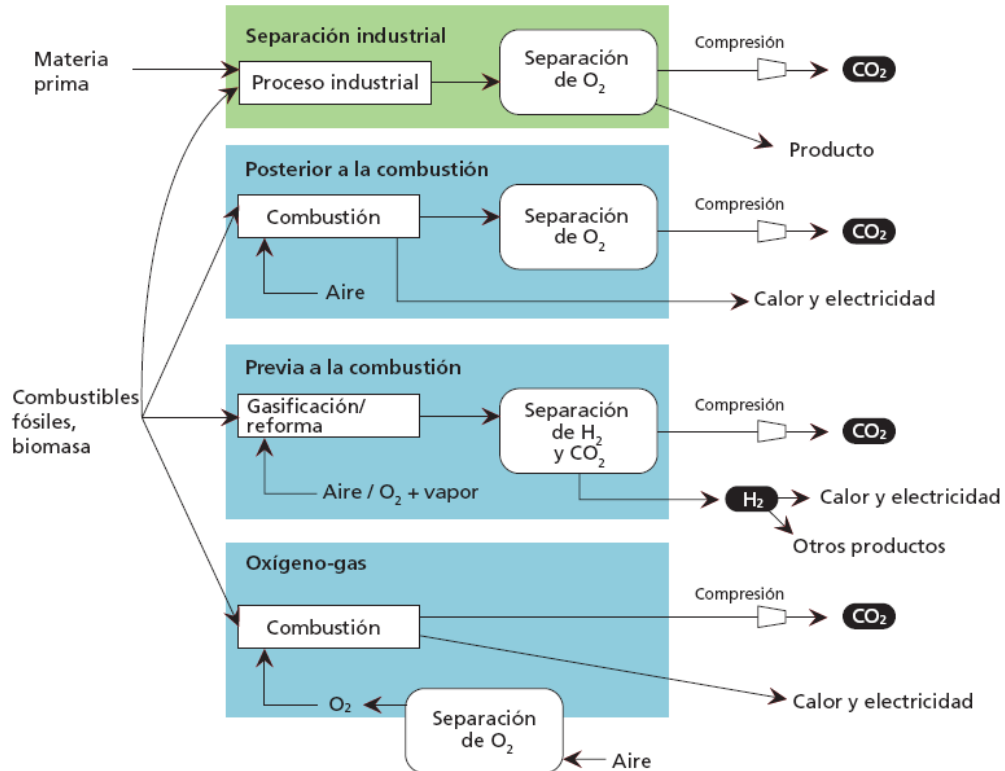 Separación industrial
Materia
prima
Proceso industrial
Separación
de O₂
Compresión
CO₂
Producto
Posterior a la combustión
Combustión
Separación
de O₂
Compresión
CO₂
Aire
Calor y electricidad
Previa a la combustión
Combustibles
fósiles,
biomasa
Gasificación/
reforma
Separación
de H₂
y CO₂
Compresión
CO₂
Aire / O₂ + vapor
H₂
Calor y electricidad
Otros productos
Oxígeno-gas
Combustión
Compresión
CO₂
O₂
Separación
de O₂
Aire
Calor y electricidad